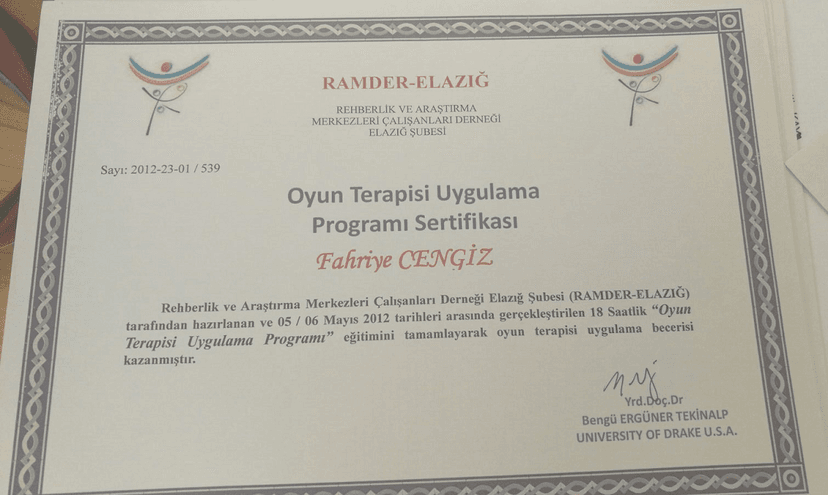 RAMDER-ELAZIĞ
REHBERLİK VE ARAŞTIRMA
MERKEZLERİ ÇALIŞANLARI DERNEĞİ
ELAZIĞ ŞUBESİ
Sayı: 2012-23-01 / 539
Oyun Terapisi Uygulama
Programı Sertifikası
Fahriye CENGİZ
Rehberlik ve Araştırma Merkezleri Çalışanları Derneği Elazığ Şubesi (RAMDER-ELAZIĞ)
tarafından hazırlanan ve 05 / 06 Mayıs 2012 tarihleri arasında gerçekleştirilen 18 Saatlik “Oyun
Terapisi Uygulama Programı” eğitimini tamamlayarak oyun terapisi uygulama becerisi
kazanmıştır.
Yrd.Doç.Dr
Bengü ERGÜNER TEKİNALP
UNIVERSITY OF DRAKE U.S.A.